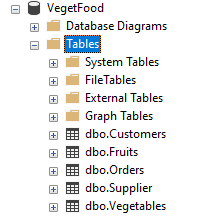 VegetFood
Database Diagrams
Tables
System Tables
FileTables
External Tables
Graph Tables
dbo.Customers
dbo.Fruits
dbo.Orders
dbo.Supplier
dbo.Vegetables